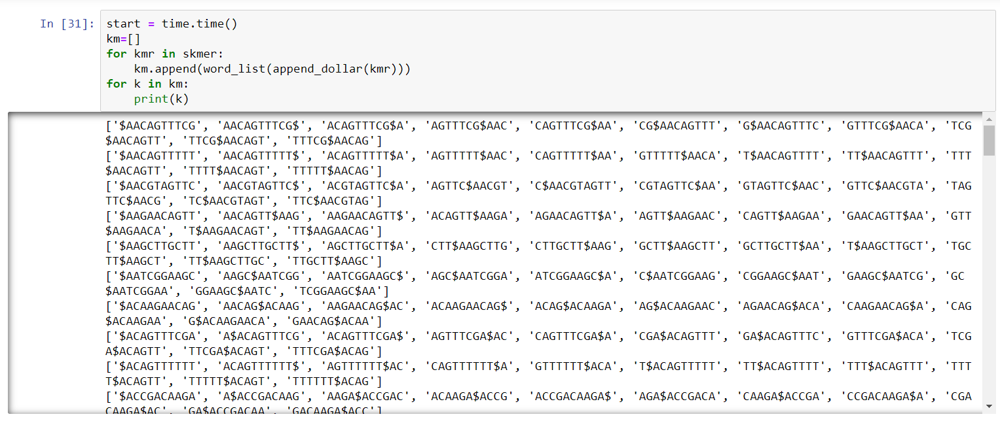 In [31]: start = time.time()
km=[]
for kmr in skmer:
    km.append(word_list(append_dollar(kmr)))
for k in km:
    print(k)
['$AACAGTTTCG', 'AACAGTTTCG$', 'ACAGTTTCG$A', 'AGTTTCG$AAC', 'CAGTTTCG$AA', 'CG$AACAGTTT', 'G$AACAGTTTC', 'GTTTCG$AACA', 'TCG
$AACAGTT', 'TTCG$AACAGT', 'TTTCG$AACAG']
['$AACAGTTTTT', 'AACAGTTTTT$', 'ACAGTTTTT$A', 'AGTTTTT$AAC', 'CAGTTTTT$AA', 'GTTTTT$AACA', 'T$AACAGTTTT', 'TT$AACAGTTT', 'TTT
$AACAGTT', 'TTTT$AACAGT', 'TTTTT$AACAG']
['$AACGTAGTTC', 'AACGTAGTTC$', 'ACGTAGTTC$A', 'AGTTC$AACGT', 'C$AACGTAGTT', 'CGTAGTTC$AA', 'GTAGTTC$AAC', 'GTTC$AACGTA', 'TAG
TTC$AACG', 'TC$AACGTAGT', 'TTC$AACGTAG']
['$AAGAACAGTT', 'AACAGTT$AAG', 'AAGAACAGTT$', 'ACAGTT$AAGA', 'AGAACAGTT$A', 'AGTT$AAGAAC', 'CAGTT$AAGAA', 'GAACAGTT$AA', 'GTT
$AAGAACA', 'T$AAGAACAGT', 'TT$AAGAACAG']
['$AAGCTTGCTT', 'AAGCTTGCTT$', 'AGCTTGCTT$A', 'CTT$AAGCTTG', 'CTTGCTT$AAG', 'GCTT$AAGCTT', 'GCTTGCTT$AA', 'T$AAGCTTGCT', 'TGC
TT$AAGCT', 'TT$AAGCTTGC', 'TTGCTT$AAGC']
['$AATCGGAAGC', 'AAGC$AATCGG', 'AATCGGAAGC$', 'AGC$AATCGGA', 'ATCGGAAGC$A', 'C$AATCGGAAG', 'CGGAAGC$AAT', 'GAAGC$AATCG', 'GC
$AATCGGAA', 'GGAAGC$AATC', 'TCGGAAGC$AA']
['$ACAAGAACAG', 'AACAG$ACAAG', 'AAGAACAG$AC', 'ACAAGAACAG$', 'ACAG$ACAAGA', 'AG$ACAAGAAC', 'AGAACAG$ACA', 'CAAGAACAG$A', 'CAG
$ACAAGAA', 'G$ACAAGAACA', 'GAACAG$ACAA']
['$ACAGTTTCGA', 'A$ACAGTTTCG', 'ACAGTTTCGA$', 'AGTTTCGA$AC', 'CAGTTTCGA$A', 'CGA$ACAGTTT', 'GA$ACAGTTTC', 'GTTTCGA$ACA', 'TCG
A$ACAGTT', 'TTCGA$ACAGT', 'TTTCGA$ACAG']
['$ACAGTTTTTT', 'ACAGTTTTTT$', 'AGTTTTTT$AC', 'CAGTTTTTT$A', 'GTTTTTT$ACA', 'T$ACAGTTTTT', 'TT$ACAGTTTT', 'TTT$ACAGTTT', 'TTT
T$ACAGTT', 'TTTTT$ACAGT', 'TTTTTT$ACAG']
['$ACCGACAAGA', 'A$ACCGACAAG', 'AAGA$ACCGAC', 'ACAAGA$ACCG', 'ACCGACAAGA$', 'AGA$ACCGACA', 'CAAGA$ACCGA', 'CCGACAAGA$A', 'CGA
CAAGA$AC', 'GA$ACCGACAA', 'GACAAGA$ACC']